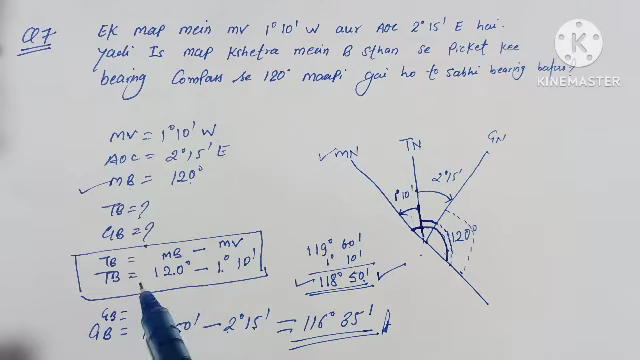 Q7 Ek map mein MV 1°10' W aur AOC 2°15' E hai.
Yadi Is map Kshetra mein B sthan se Picket kee
bearing Compass se 120° maapi gai ho to sabhi bearing
KINEMASTER
MV = 1°10' W
AOC = 2°15' E
MB = 120°
TB = ?
GB = ?
TB = MB - MV
TB = 120° - 1° 10'
119° 60'
1° 10'
118° 50'
GB =
GB = 50' - 2°15' = 116° 35'
MN
TN
GN
2°15'
1°10'
120°